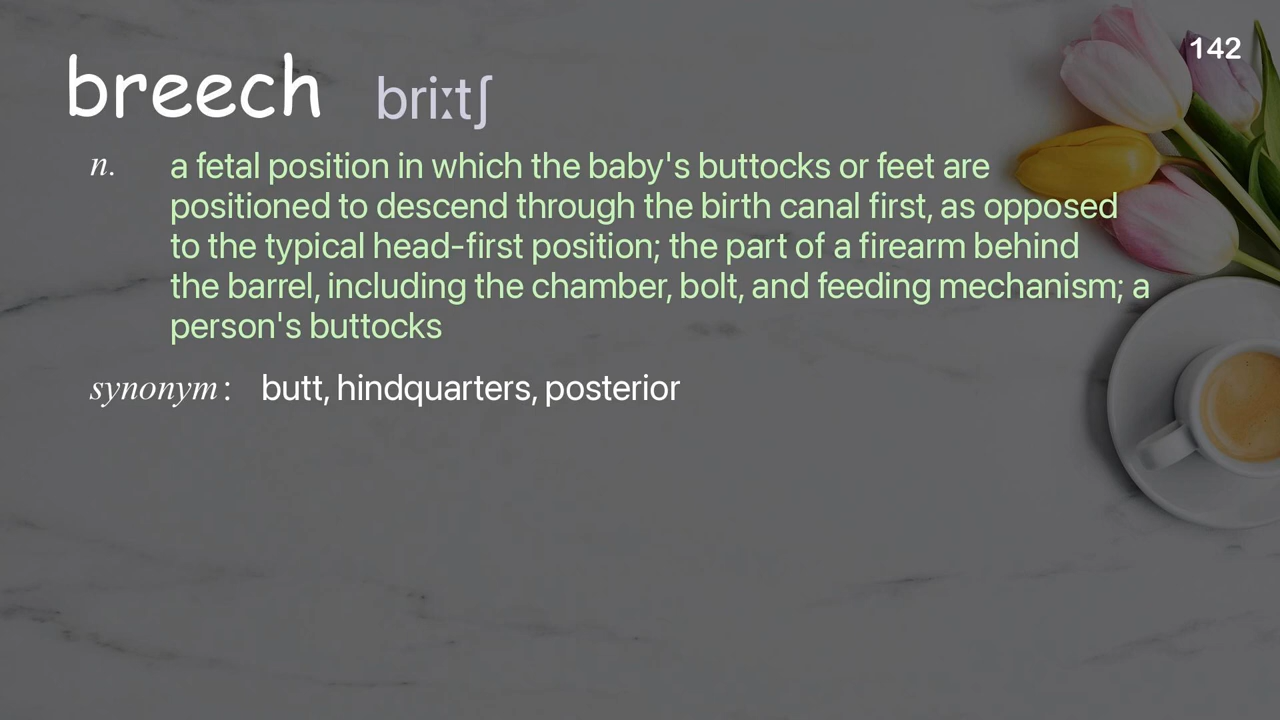 142
breech briːtʃ
n. a fetal position in which the baby's buttocks or feet are
positioned to descend through the birth canal first, as opposed
to the typical head-first position; the part of a firearm behind
the barrel, including the chamber, bolt, and feeding mechanism; a
person's buttocks
synonym: butt, hindquarters, posterior